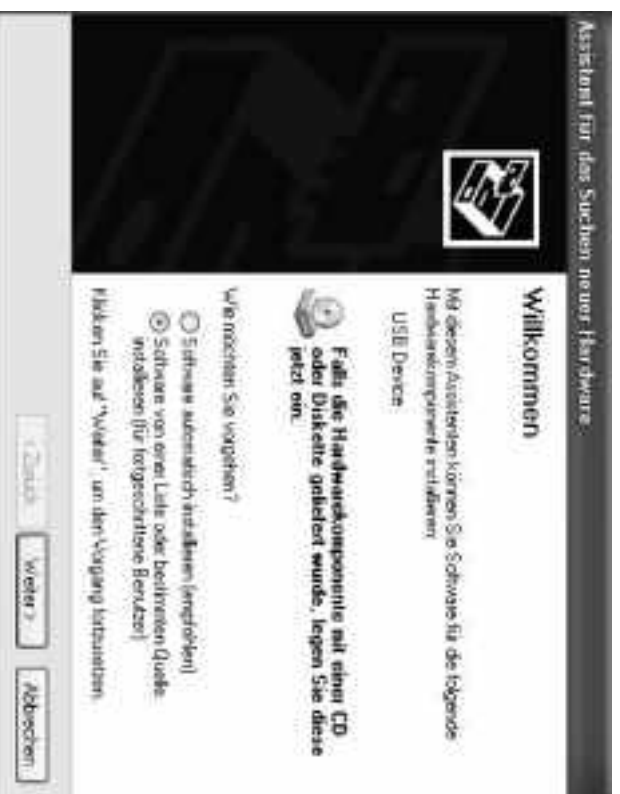 Assistent für das Suchen neuer Hardware
Willkommen
Mit diesem Assistenten können Sie Software für die folgende
Hardwarekomponente installieren:
USB Device
Falls die Hardwarekomponente mit einer CD
oder Diskette geliefert wurde, legen Sie diese
jetzt ein.
Wie möchten Sie vorgehen?
Software automatisch installieren (empfohlen)
Software von einer Liste oder bestimmten Quelle
installieren (für fortgeschrittene Benutzer)
Klicken Sie auf "Weiter", um den Vorgang fortzusetzen.
< Zurück Weiter > Abbrechen